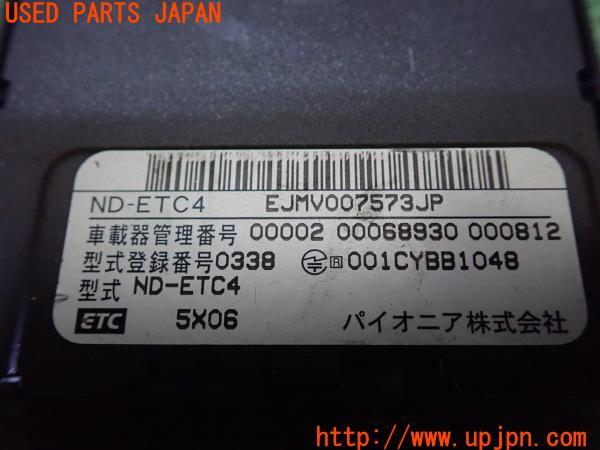 USED PARTS JAPAN
ND-ETC4 EJMV007573JP
車載器管理番号 00002 00068930 000812
型式登録番号0338 R 001CYBB1048
型式 ND-ETC4
ETC 5X06 パイオニア株式会社
http://www.upjpn.com/